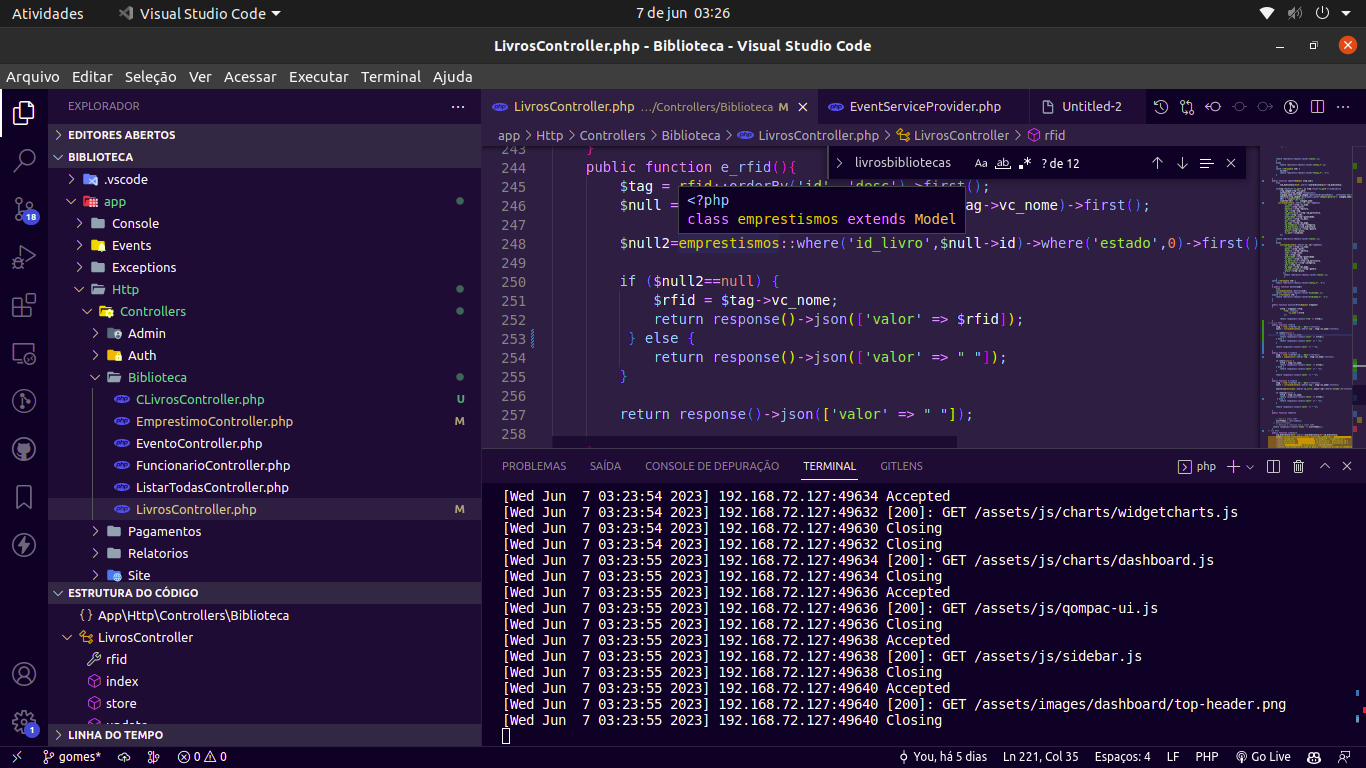 Atividades
Visual Studio Code
7 de jun 03:26
LivrosController.php - Biblioteca - Visual Studio Code
Arquivo Editar Seleção Ver Acessar Executar Terminal Ajuda
EXPLORADOR
EDITORES ABERTOS
BIBLIOTECA
.vscode
app
Console
Events
Exceptions
Http
Controllers
Admin
Auth
Biblioteca
CLivrosController.php U
EmprestimoController.php M
EventoController.php
FuncionarioController.php
ListarTodasController.php
LivrosController.php M
Pagamentos
Relatorios
Site
ESTRUTURA DO CÓDIGO
{} App\Http\Controllers\Biblioteca
LivrosController
rfid
index
store
update
LINHA DO TEMPO
18
1
LivrosController.php .../Controllers/Biblioteca M
EventServiceProvider.php
Untitled-2
app > Http > Controllers > Biblioteca > LivrosController.php > LivrosController > rfid
livrosbibliotecas Aa ab ? de 12
243 }
244 public function e_rfid(){
245 $tag = rfid::orderBy('id', 'desc')->first();
246 $null = tag->vc_nome)->first();
<?php
class emprestismos extends Model
247
248 $null2=emprestismos::where('id_livro',$null->id)->where('estado',0)->first()
249
250 if ($null2==null) {
251 $rfid = $tag->vc_nome;
252 return response()->json(['valor' => $rfid]);
253 } else {
254 return response()->json(['valor' => " "]);
255 }
256
257 return response()->json(['valor' => " "]);
258
PROBLEMAS SAÍDA CONSOLE DE DEPURAÇÃO TERMINAL GITLENS
php
[Wed Jun  7 03:23:54 2023] 192.168.72.127:49634 Accepted
[Wed Jun  7 03:23:54 2023] 192.168.72.127:49632 [200]: GET /assets/js/charts/widgetcharts.js
[Wed Jun  7 03:23:54 2023] 192.168.72.127:49630 Closing
[Wed Jun  7 03:23:54 2023] 192.168.72.127:49632 Closing
[Wed Jun  7 03:23:55 2023] 192.168.72.127:49634 [200]: GET /assets/js/charts/dashboard.js
[Wed Jun  7 03:23:55 2023] 192.168.72.127:49634 Closing
[Wed Jun  7 03:23:55 2023] 192.168.72.127:49636 Accepted
[Wed Jun  7 03:23:55 2023] 192.168.72.127:49636 [200]: GET /assets/js/qompac-ui.js
[Wed Jun  7 03:23:55 2023] 192.168.72.127:49636 Closing
[Wed Jun  7 03:23:55 2023] 192.168.72.127:49638 Accepted
[Wed Jun  7 03:23:55 2023] 192.168.72.127:49638 [200]: GET /assets/js/sidebar.js
[Wed Jun  7 03:23:55 2023] 192.168.72.127:49638 Closing
[Wed Jun  7 03:23:55 2023] 192.168.72.127:49640 Accepted
[Wed Jun  7 03:23:55 2023] 192.168.72.127:49640 [200]: GET /assets/images/dashboard/top-header.png
[Wed Jun  7 03:23:55 2023] 192.168.72.127:49640 Closing
gomes* 0 0 You, há 5 dias Ln 221, Col 35 Espaços: 4 LF PHP Go Live